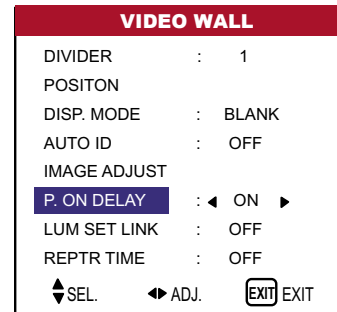 VIDEO WALL
DIVIDER : 1
POSITON
DISP. MODE : BLANK
AUTO ID : OFF
IMAGE ADJUST
P. ON DELAY : ON
LUM SET LINK : OFF
REPTR TIME : OFF
SEL. ADJ. EXIT EXIT